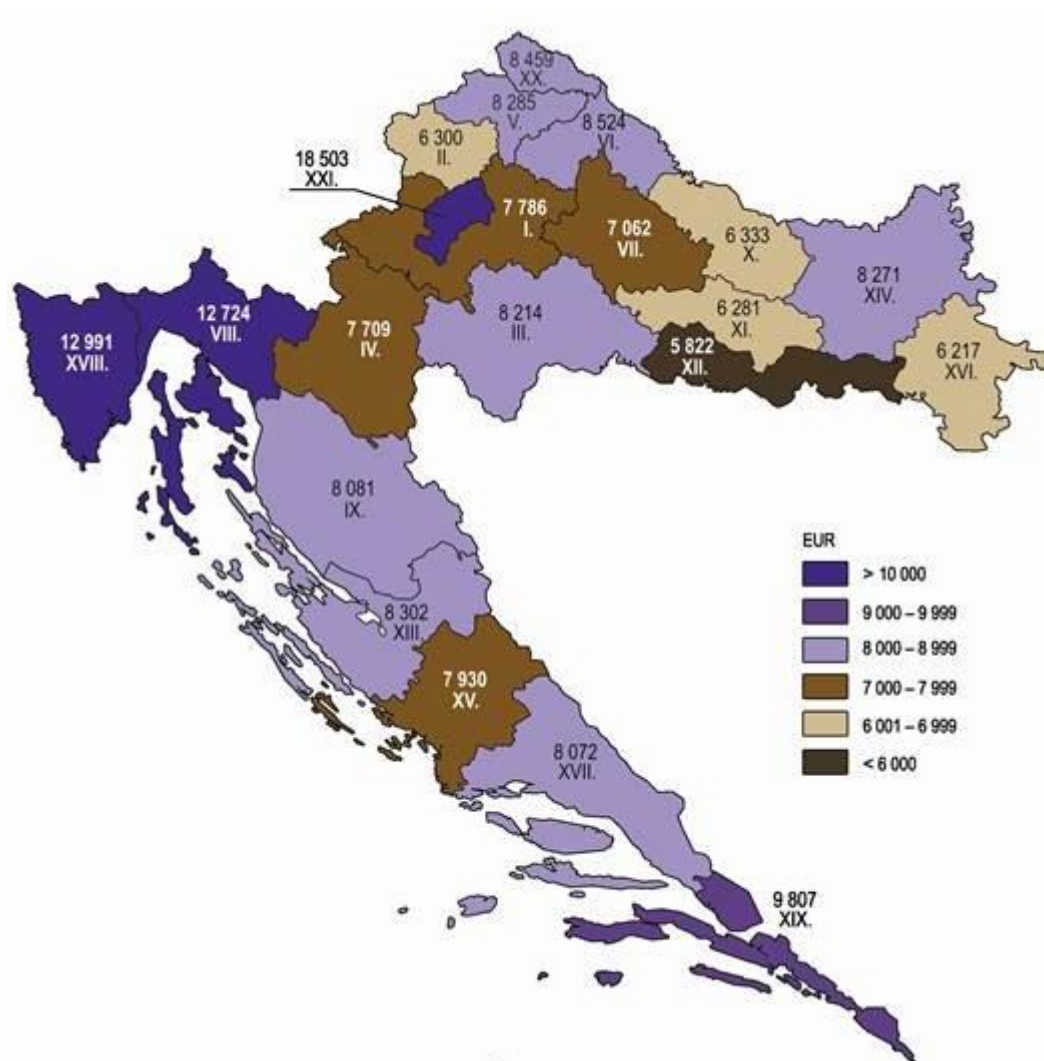 8 459
XX.
8 285
V.
8 524
VI.
6 300
II.
18 503
XXI.
7 786
I.
7 062
VII.
6 333
X.
8 271
XIV.
12 724
VIII.
12 991
XVIII.
7 709
IV.
8 214
III.
6 281
XI.
5 822
XII.
6 217
XVI.
8 081
IX.
8 302
XIII.
7 930
XV.
8 072
XVII.
9 807
XIX.
EUR
> 10 000
9 000 – 9 999
8 000 – 8 999
7 000 – 7 999
6 001 – 6 999
< 6 000